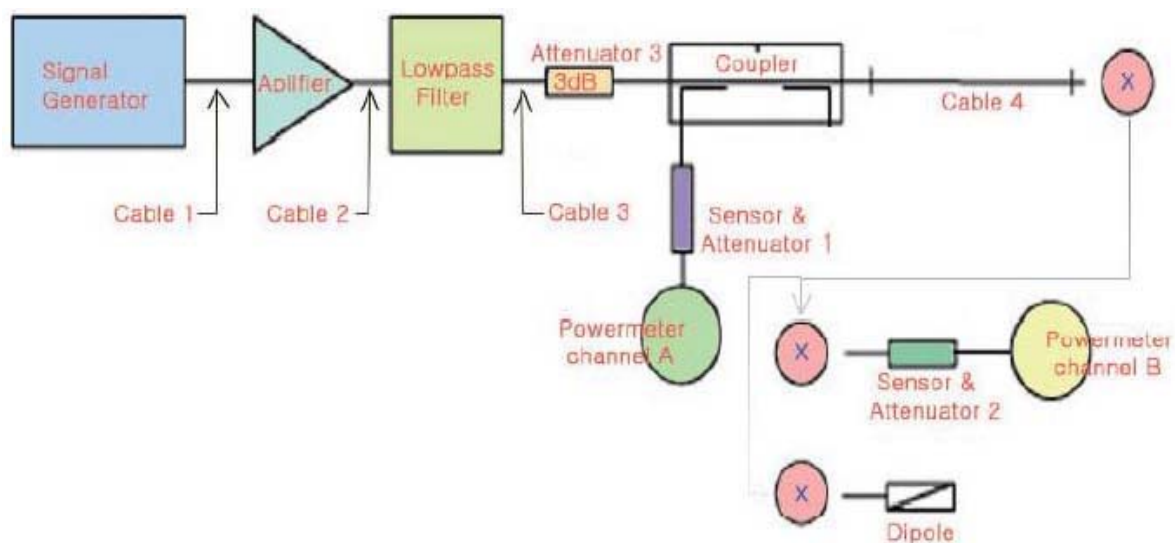 Signal
Generator
Aplifier
Lowpass
Filter
Attenuator 3
3dB
Coupler
Cable 4
X
Cable 1
Cable 2
Cable 3
Sensor &
Attenuator 1
Powermeter
channel A
X
Sensor &
Attenuator 2
Powermeter
channel B
X
Dipole